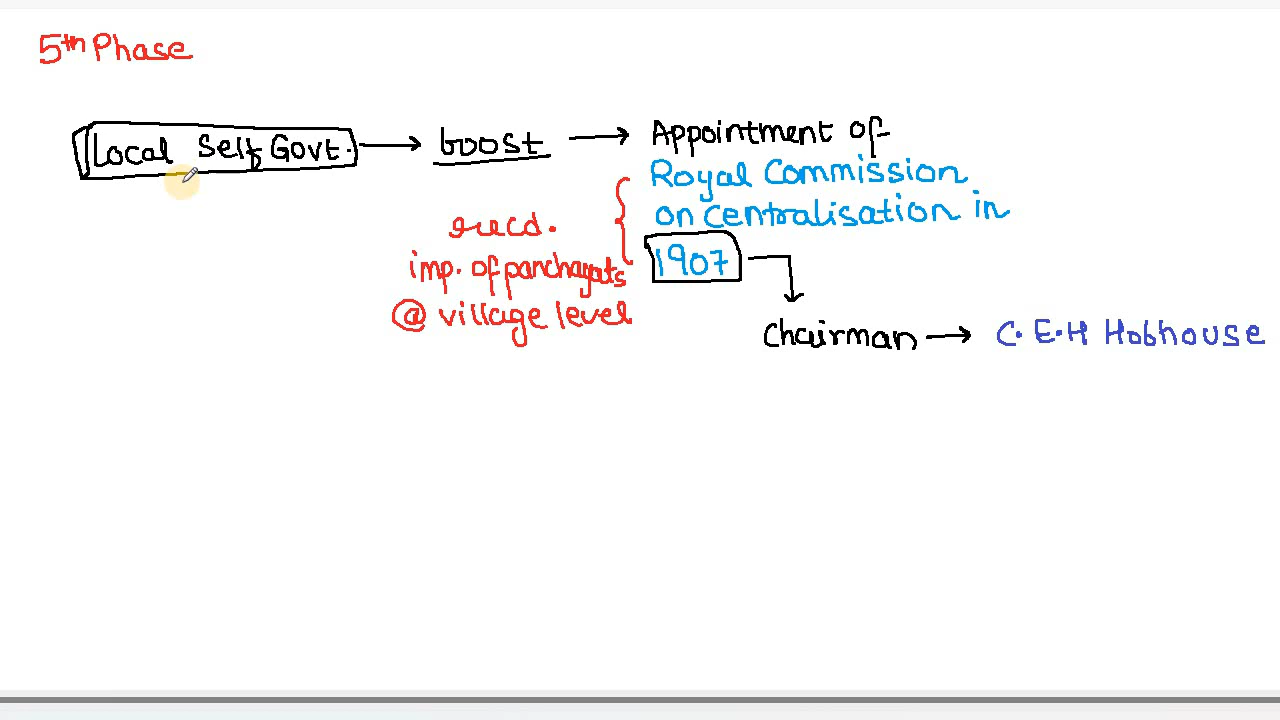 5th Phase
Local Self Govt. → boost → Appointment of
Royal Commission
on Centralisation in
1907
recd.
imp. of panchayats
@ village level
Chairman → C.E.H Hobhouse